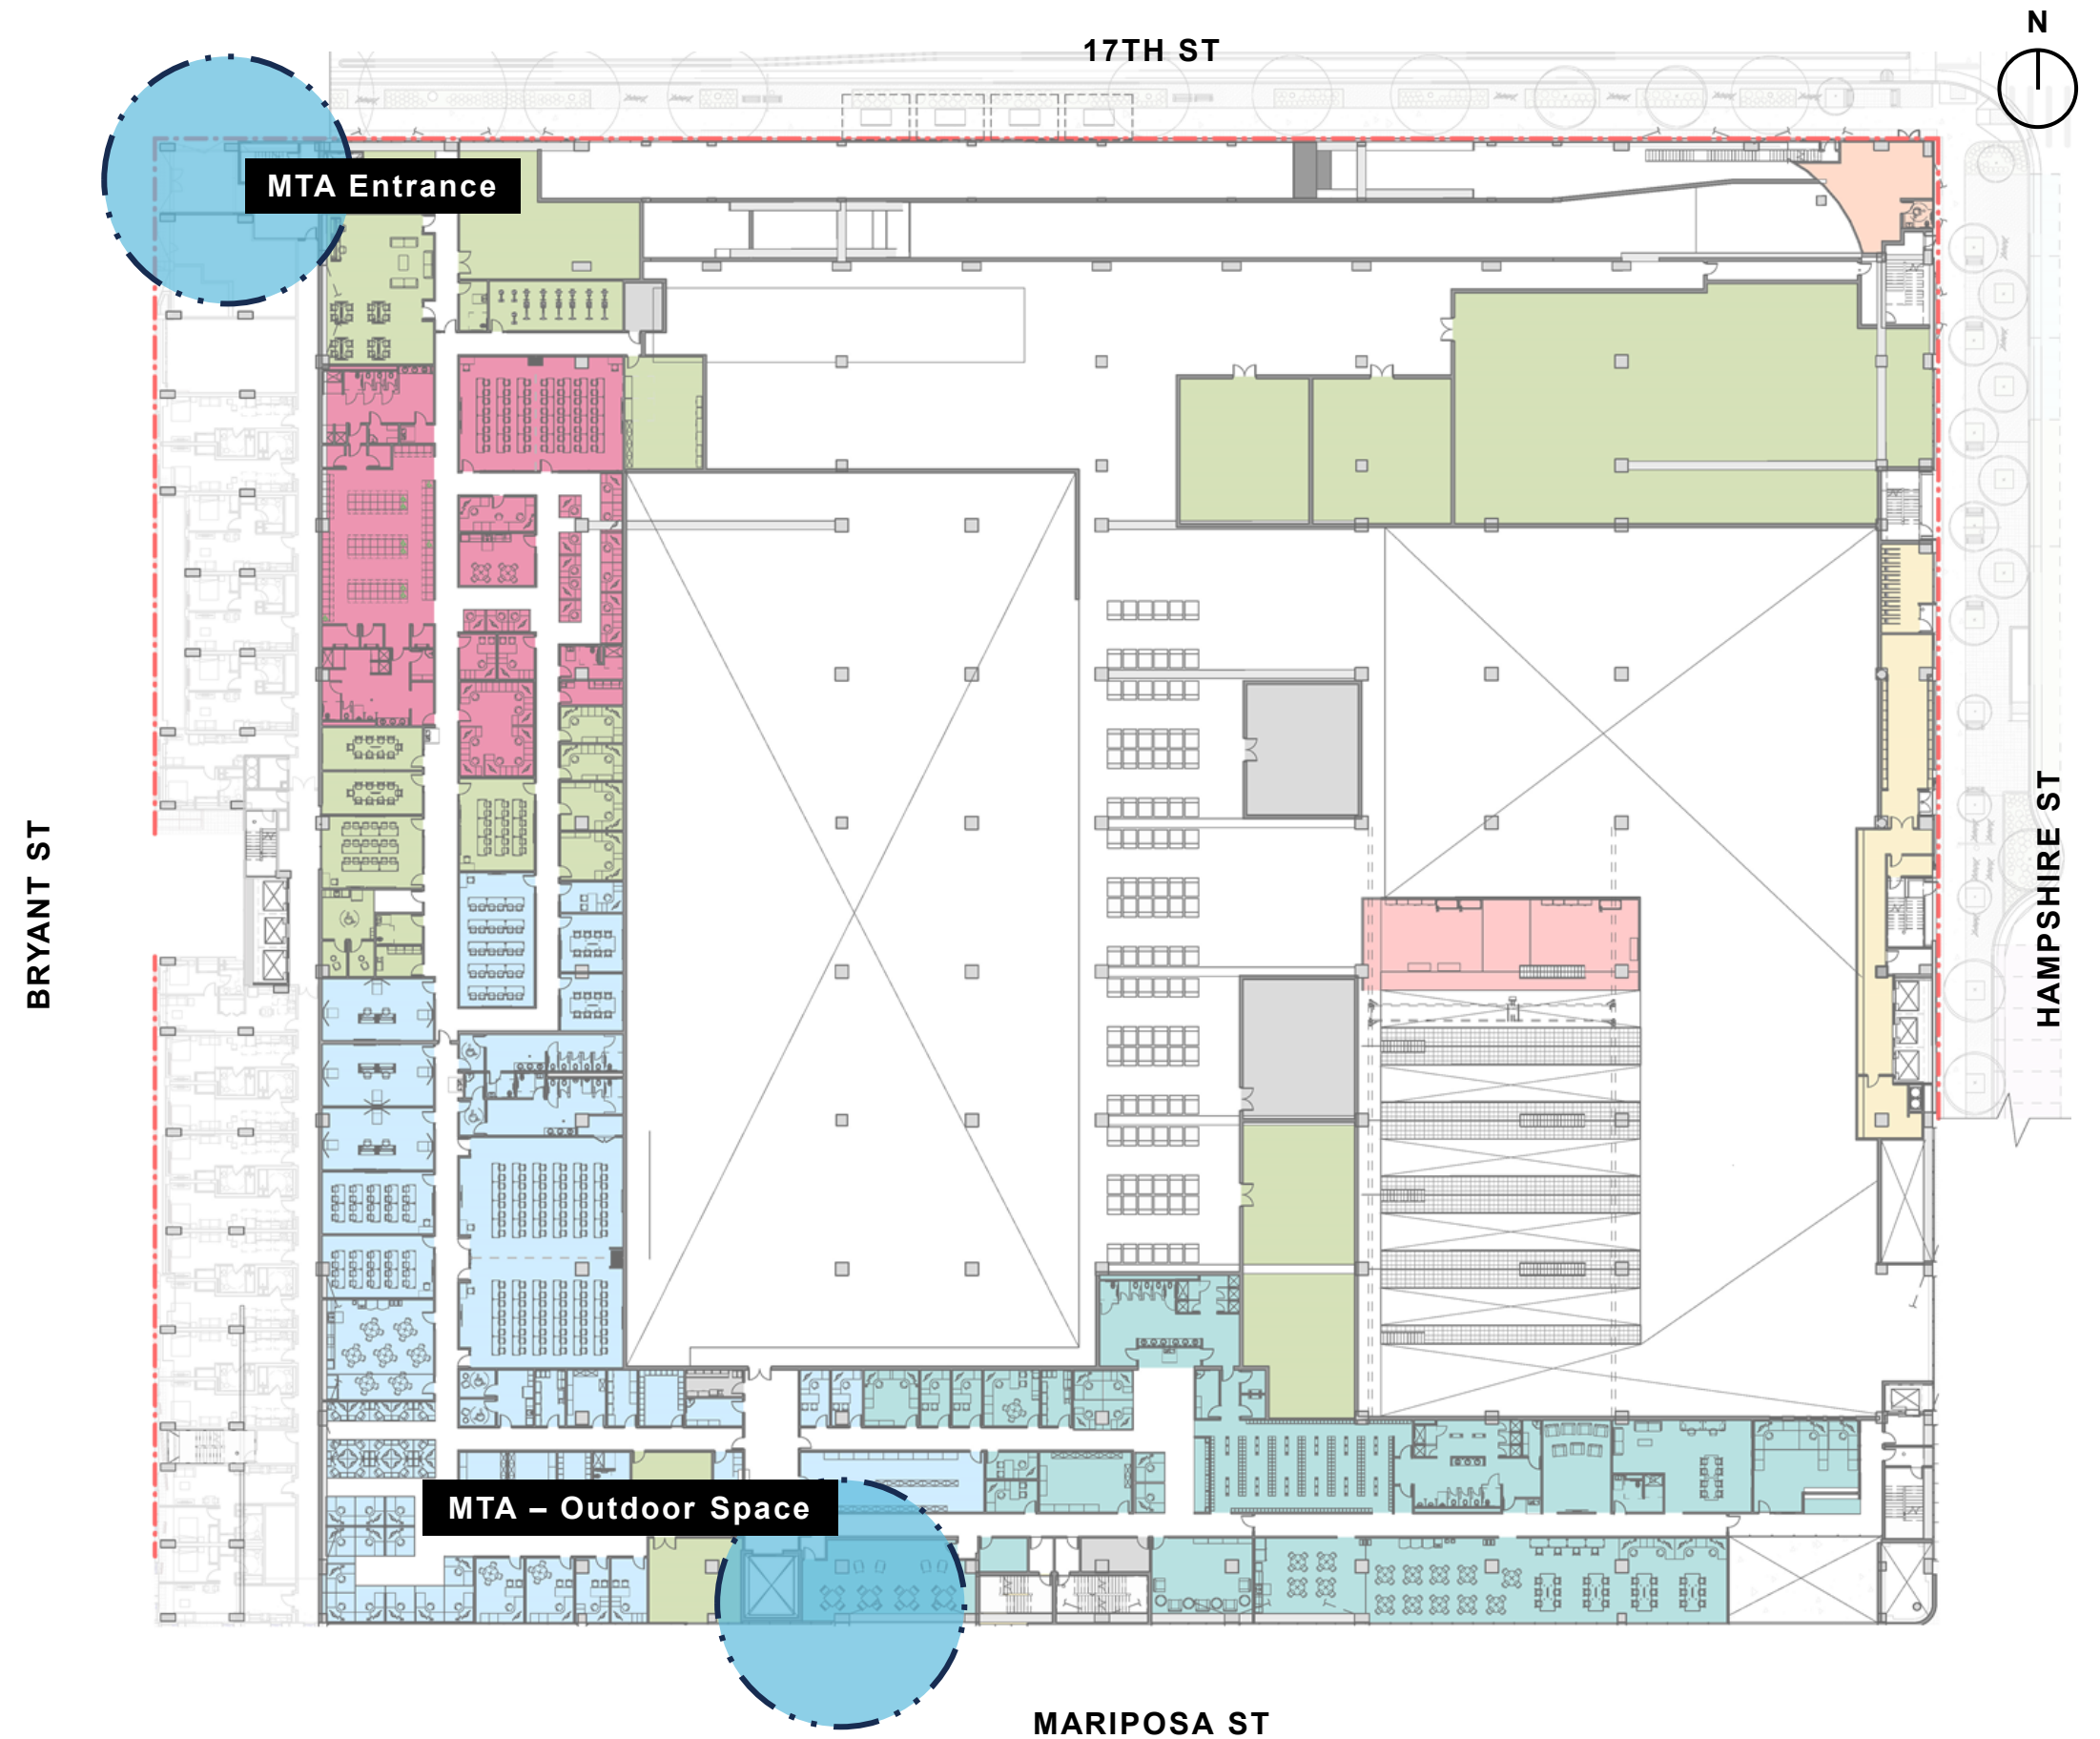 N
17TH ST
MTA Entrance
BRYANT ST
HAMPSHIRE ST
MTA – Outdoor Space
MARIPOSA ST